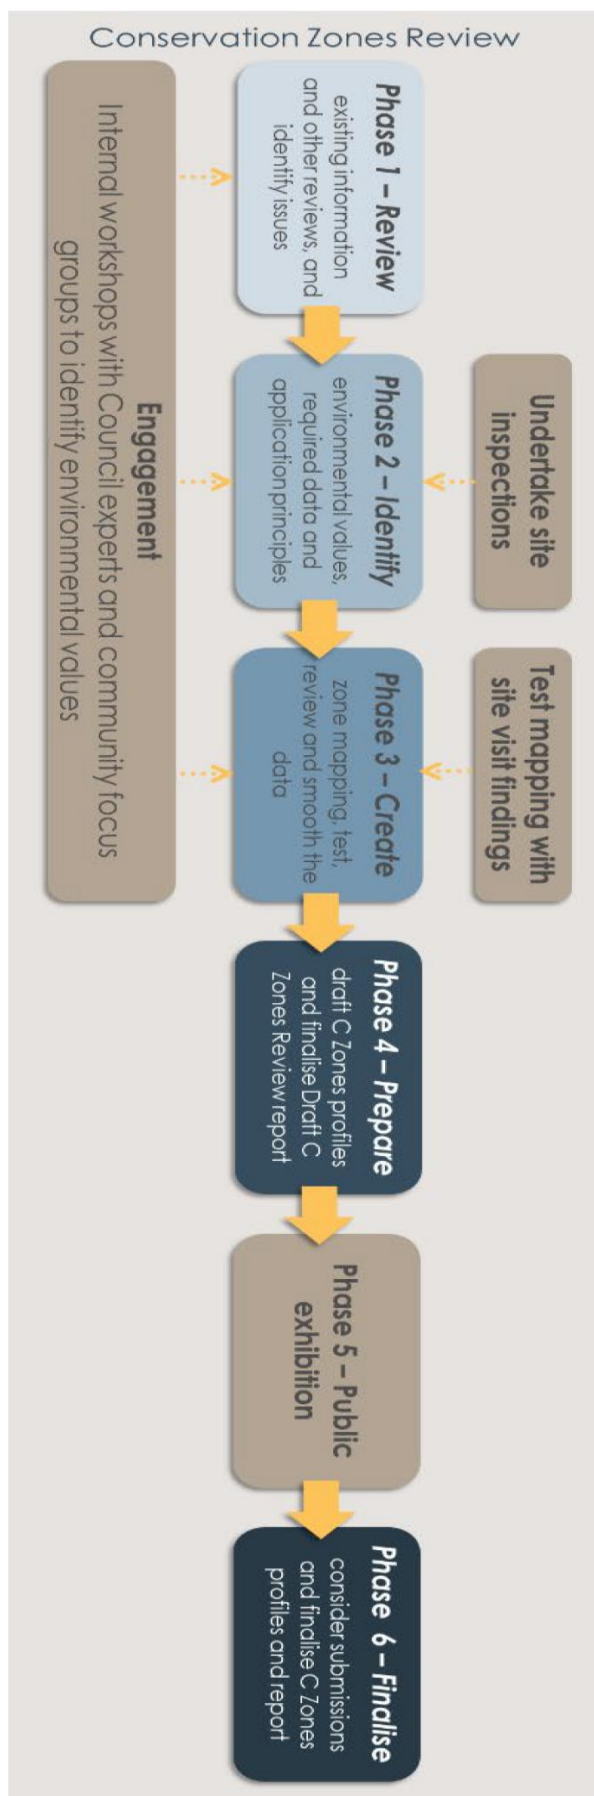 Conservation Zones Review
Undertake site
inspections
Test mapping with
site visit findings
Phase 1 – Review
existing information
and other reviews, and
identify issues
Phase 2 – Identify
environmental values,
required data and
application principles
Phase 3 – Create
zone mapping, test,
review and smooth the
data
Phase 4 – Prepare
draft C Zones profiles
and finalise Draft C
Zones Review report
Phase 5 – Public
exhibition
Phase 6 – Finalise
consider submissions
and finalise C Zones
profiles and report
Engagement
Internal workshops with Council experts and community focus
groups to identify environmental values